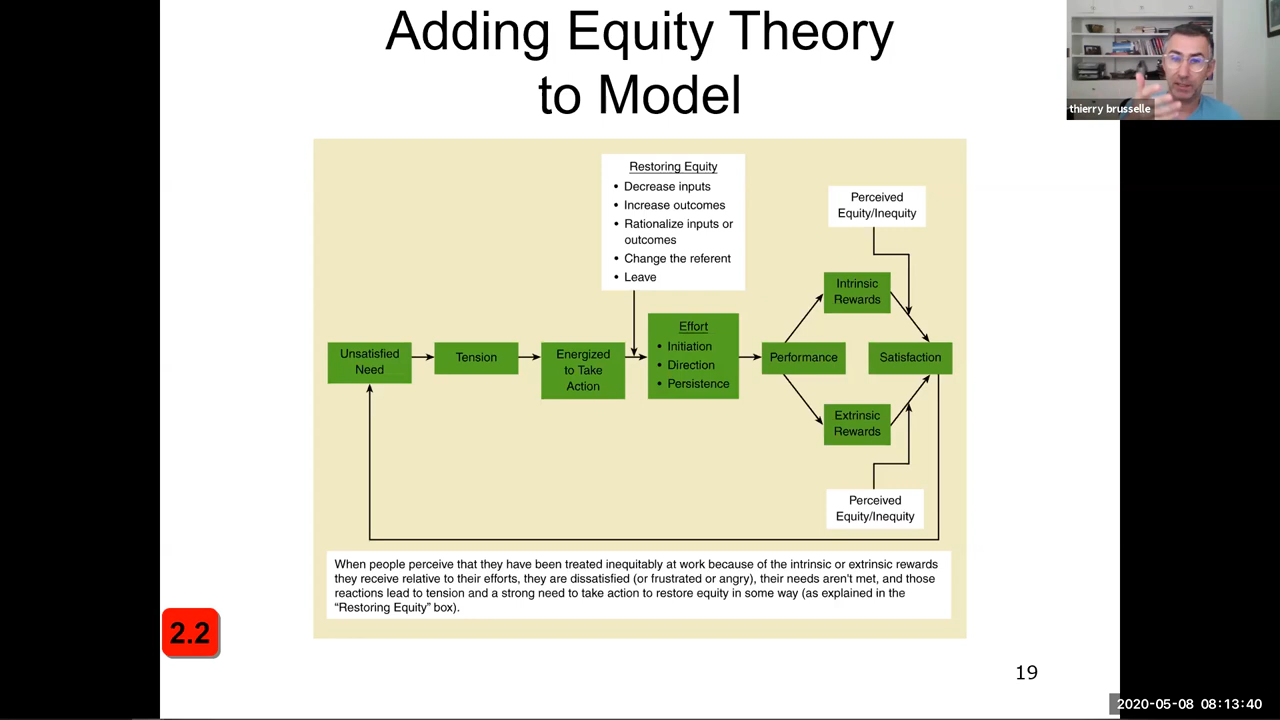 Adding Equity Theory
to Model
thierry brusselle
Restoring Equity
• Decrease inputs
• Increase outcomes
• Rationalize inputs or
outcomes
• Change the referent
• Leave
Perceived
Equity/Inequity
Unsatisfied
Need
Tension
Energized
to Take
Action
Effort
• Initiation
• Direction
• Persistence
Performance
Intrinsic
Rewards
Satisfaction
Extrinsic
Rewards
Perceived
Equity/Inequity
When people perceive that they have been treated inequitably at work because of the intrinsic or extrinsic rewards
they receive relative to their efforts, they are dissatisfied (or frustrated or angry), their needs aren't met, and those
reactions lead to tension and a strong need to take action to restore equity in some way (as explained in the
“Restoring Equity” box).
2.2
19
2020-05-08 08:13:40